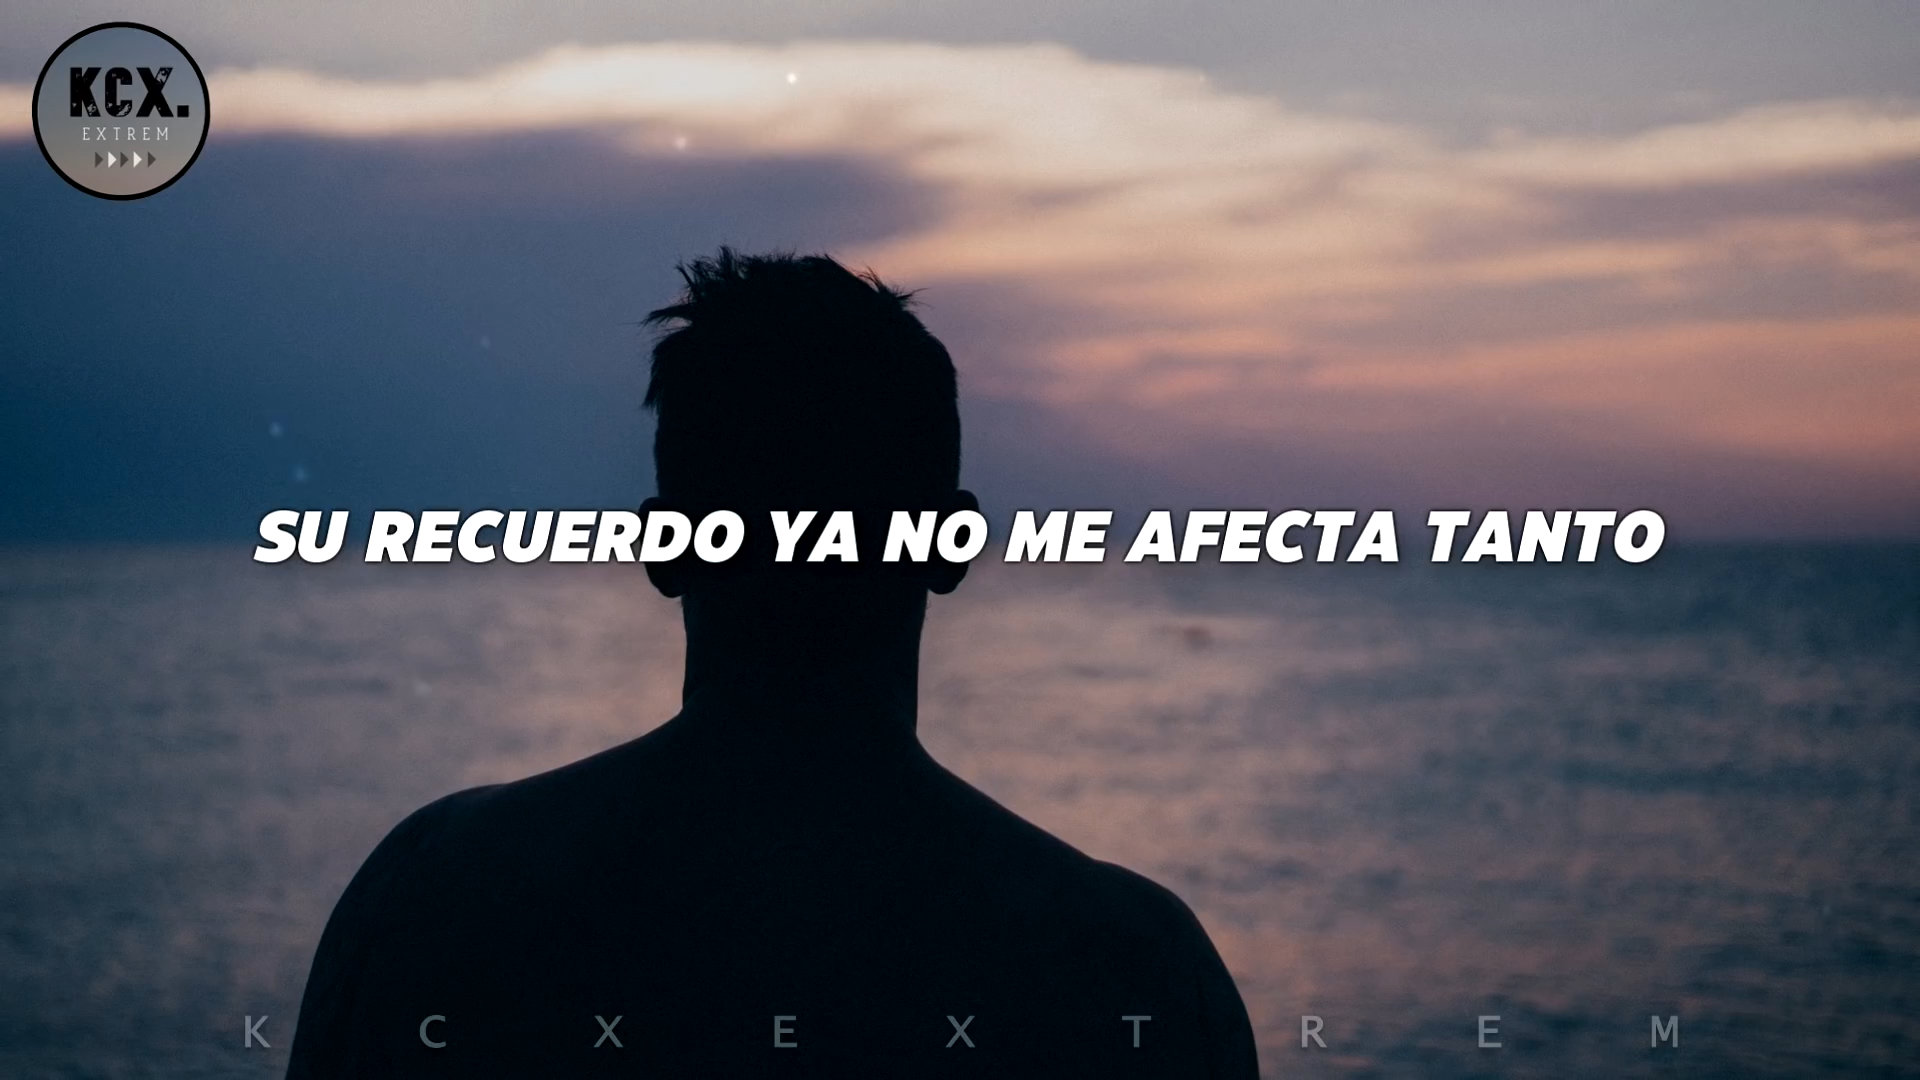 KCX.
EXTREM
SU RECUERDO YA NO ME AFECTA TANTO
K C X E X T R E M